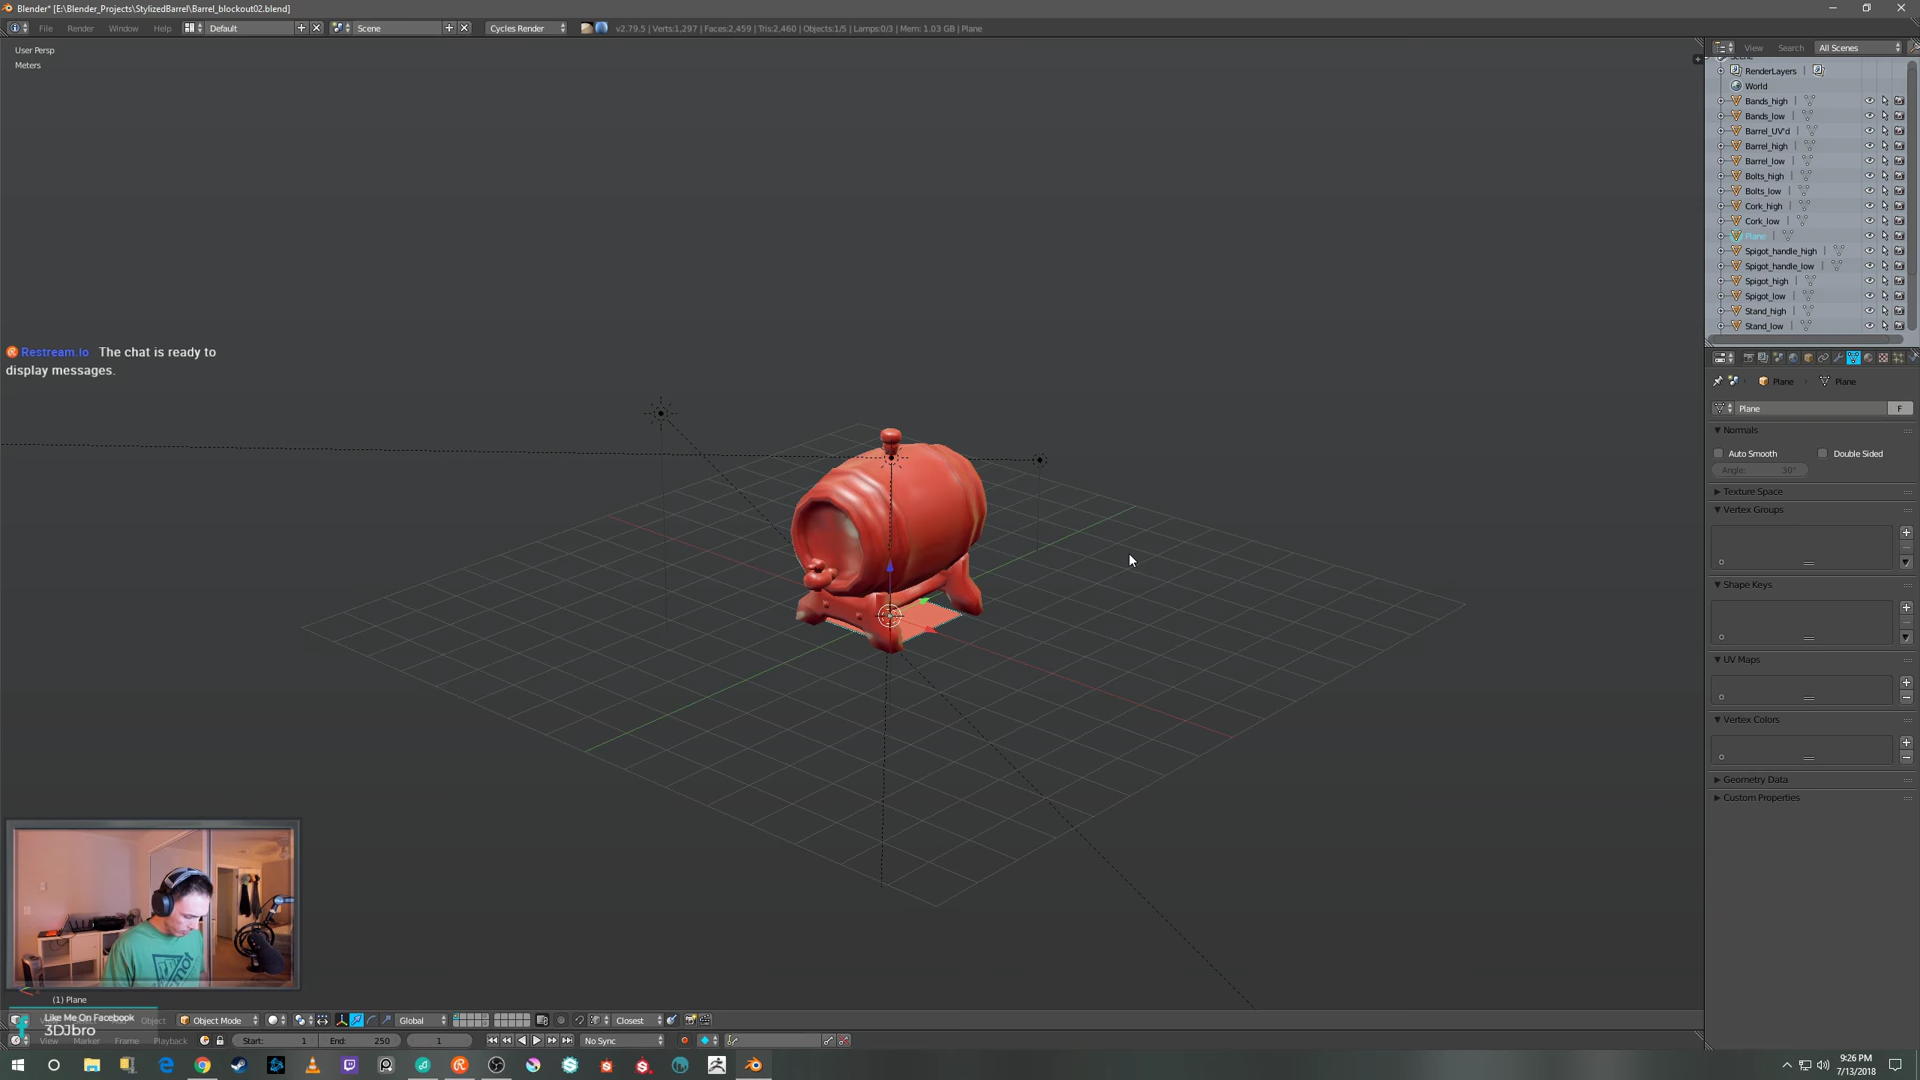 Blender* [E:\Blender_Projects\StylizedBarrel\Barrel_blockout02.blend]
File Render Window Help Default Scene Cycles Render v2.79.5 | Verts:1,297 | Faces:2,459 | Tris:2,460 | Objects:1/5 | Lamps:0/3 | Mem: 1.03 GB | Plane
User Persp
Meters
View Search All Scenes
Scene
RenderLayers
World
Bands_high
Bands_low
Barrel_UV'd
Barrel_high
Barrel_low
Bolts_high
Bolts_low
Cork_high
Cork_low
Plane
Spigot_handle_high
Spigot_handle_low
Spigot_high
Spigot_low
Stand_high
Stand_low
Plane Plane
Plane F
Normals
Auto Smooth Double Sided
Angle: 30°
Texture Space
Vertex Groups
Shape Keys
UV Maps
Vertex Colors
Geometry Data
Custom Properties
Restream.io The chat is ready to
display messages.
(1) Plane
Like Me On Facebook
3DJbro
Object Object Mode Global Closest
View Marker Frame Playback Start: 1 End: 250 1 No Sync
9:26 PM
7/13/2018